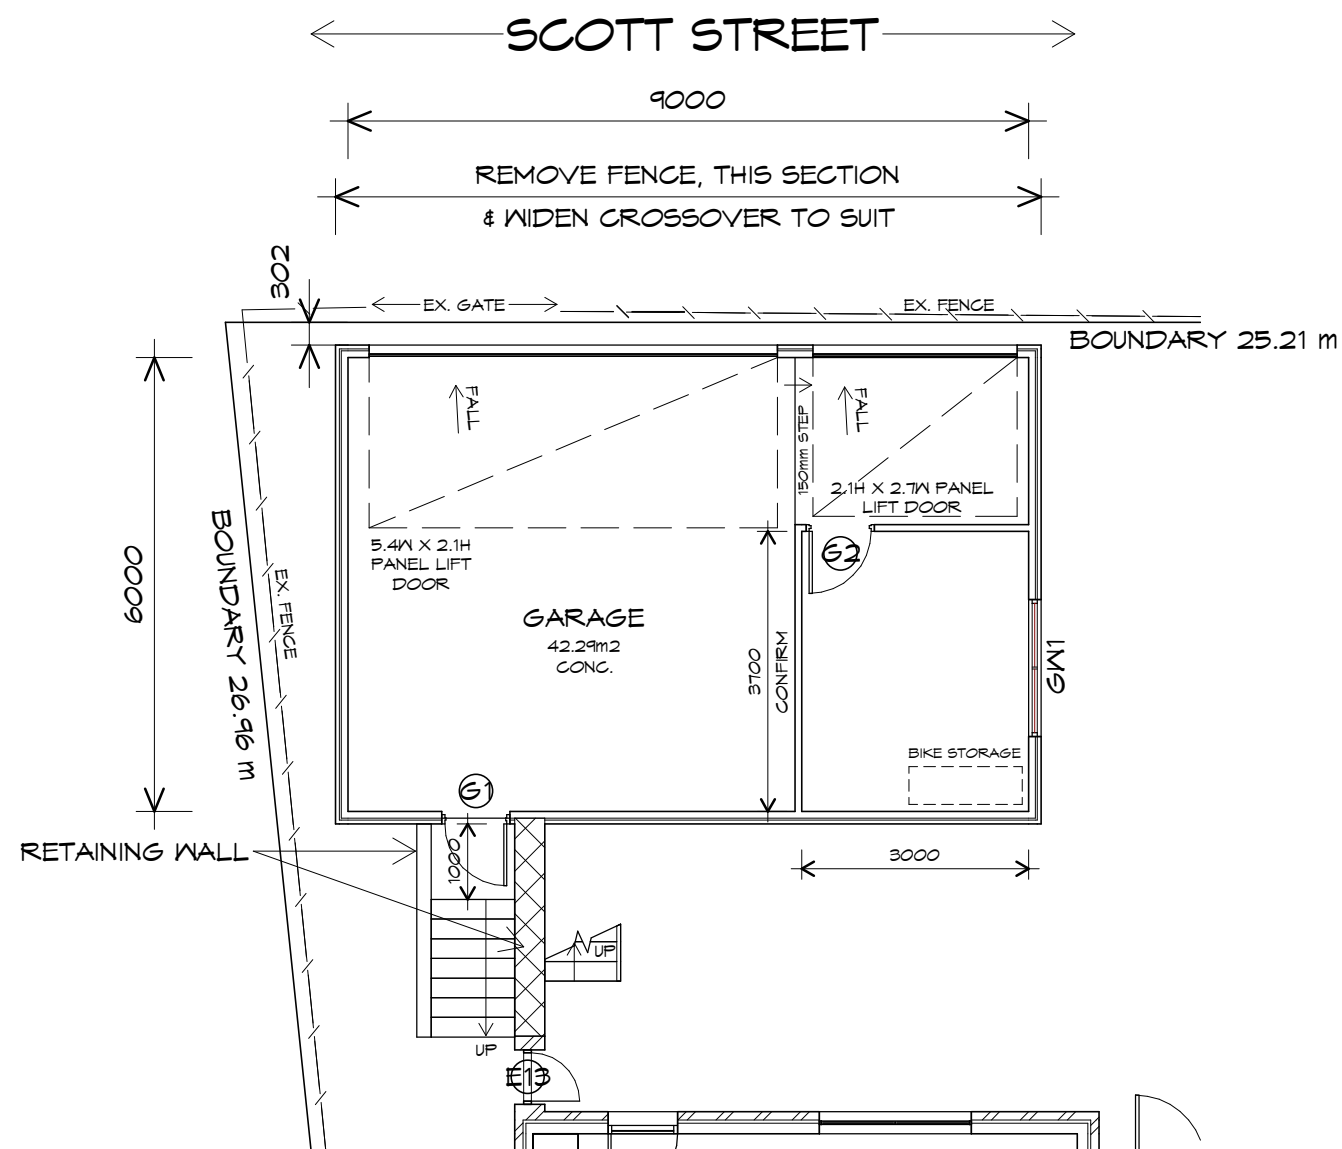 SCOTT STREET
9000
REMOVE FENCE, THIS SECTION
& WIDEN CROSSOVER TO SUIT
302
EX. GATE
EX. FENCE
BOUNDARY 25.21 m
FALL
FALL
150mm STEP
2.1H X 2.7W PANEL
LIFT DOOR
5.4W X 2.1H
PANEL LIFT
DOOR
G2
6000
BOUNDARY 26.96 m
EX. FENCE
GARAGE
42.29m2
CONC.
3700
CONFIRM
GW1
BIKE STORAGE
G1
RETAINING WALL
1000
3000
UP
UP
E13